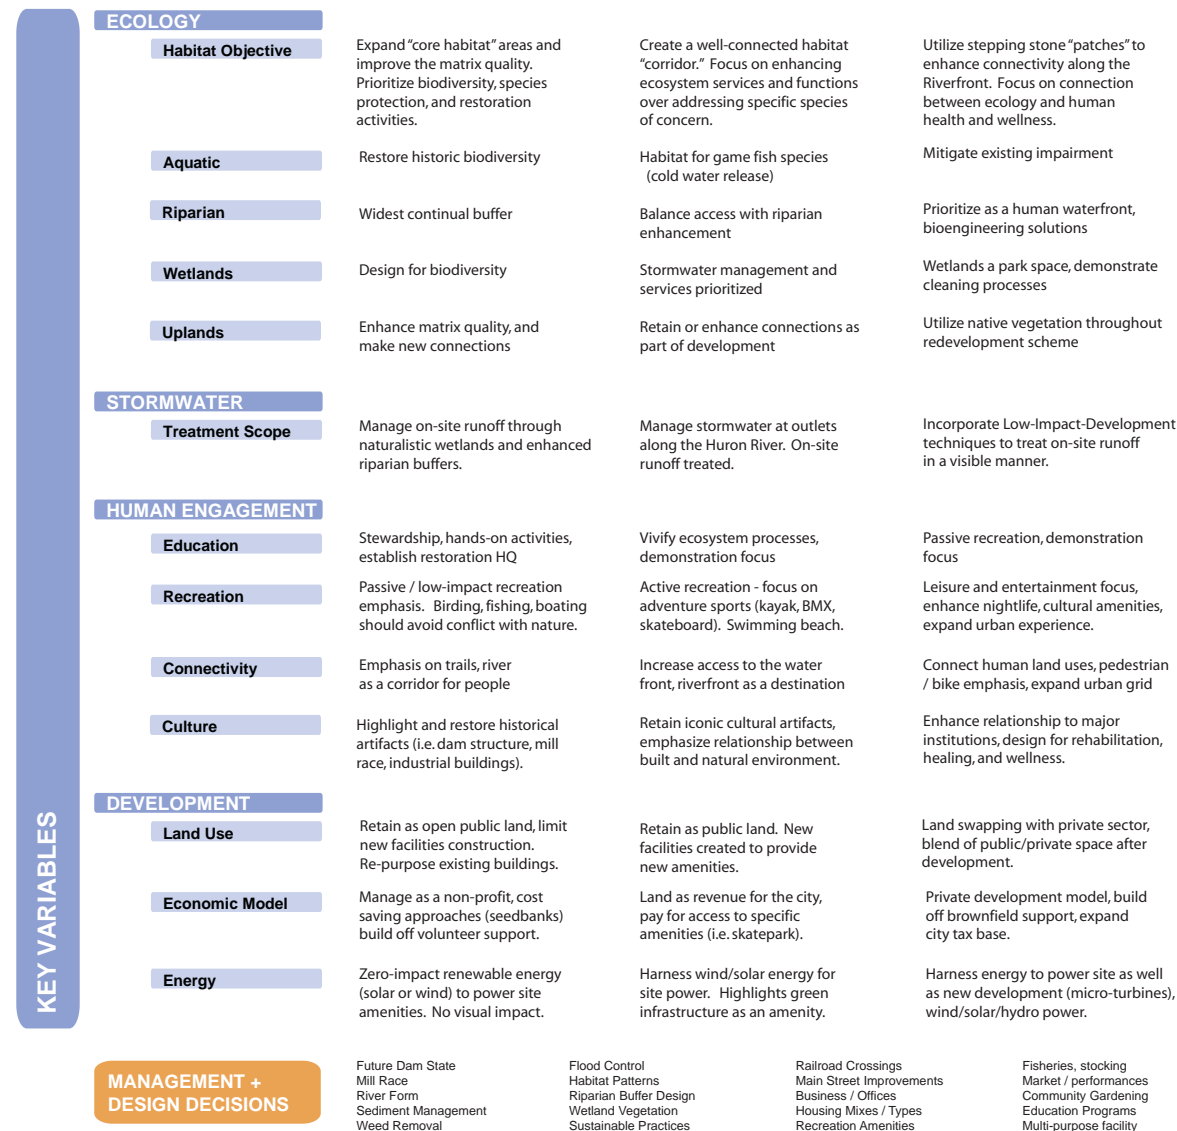 KEY VARIABLES
ECOLOGY
Habitat Objective
Expand “core habitat” areas and
improve the matrix quality.
Prioritize biodiversity, species
protection, and restoration
activities.
Create a well-connected habitat
“corridor.” Focus on enhancing
ecosystem services and functions
over addressing specific species
of concern.
Utilize stepping stone “patches” to
enhance connectivity along the
Riverfront. Focus on connection
between ecology and human
health and wellness.
Aquatic
Restore historic biodiversity
Habitat for game fish species
(cold water release)
Mitigate existing impairment
Riparian
Widest continual buffer
Balance access with riparian
enhancement
Prioritize as a human waterfront,
bioengineering solutions
Wetlands
Design for biodiversity
Stormwater management and
services prioritized
Wetlands a park space, demonstrate
cleaning processes
Uplands
Enhance matrix quality, and
make new connections
Retain or enhance connections as
part of development
Utilize native vegetation throughout
redevelopment scheme
STORMWATER
Treatment Scope
Manage on-site runoff through
naturalistic wetlands and enhanced
riparian buffers.
Manage stormwater at outlets
along the Huron River. On-site
runoff treated.
Incorporate Low-Impact-Development
techniques to treat on-site runoff
in a visible manner.
HUMAN ENGAGEMENT
Education
Stewardship, hands-on activities,
establish restoration HQ
Vivify ecosystem processes,
demonstration focus
Passive recreation, demonstration
focus
Recreation
Passive / low-impact recreation
emphasis. Birding, fishing, boating
should avoid conflict with nature.
Active recreation - focus on
adventure sports (kayak, BMX,
skateboard). Swimming beach.
Leisure and entertainment focus,
enhance nightlife, cultural amenities,
expand urban experience.
Connectivity
Emphasis on trails, river
as a corridor for people
Increase access to the water
front, riverfront as a destination
Connect human land uses, pedestrian
/ bike emphasis, expand urban grid
Culture
Highlight and restore historical
artifacts (i.e. dam structure, mill
race, industrial buildings).
Retain iconic cultural artifacts,
emphasize relationship between
built and natural environment.
Enhance relationship to major
institutions, design for rehabilitation,
healing, and wellness.
DEVELOPMENT
Land Use
Retain as open public land, limit
new facilities construction.
Re-purpose existing buildings.
Retain as public land. New
facilities created to provide
new amenities.
Land swapping with private sector,
blend of public/private space after
development.
Economic Model
Manage as a non-profit, cost
saving approaches (seedbanks)
build off volunteer support.
Land as revenue for the city,
pay for access to specific
amenities (i.e. skatepark).
Private development model, build
off brownfield support, expand
city tax base.
Energy
Zero-impact renewable energy
(solar or wind) to power site
amenities. No visual impact.
Harness wind/solar energy for
site power. Highlights green
infrastructure as an amenity.
Harness energy to power site as well
as new development (micro-turbines),
wind/solar/hydro power.
MANAGEMENT +
DESIGN DECISIONS
Future Dam State
Mill Race
River Form
Sediment Management
Weed Removal
Flood Control
Habitat Patterns
Riparian Buffer Design
Wetland Vegetation
Sustainable Practices
Railroad Crossings
Main Street Improvements
Business / Offices
Housing Mixes / Types
Recreation Amenities
Fisheries, stocking
Market / performances
Community Gardening
Education Programs
Multi-purpose facility